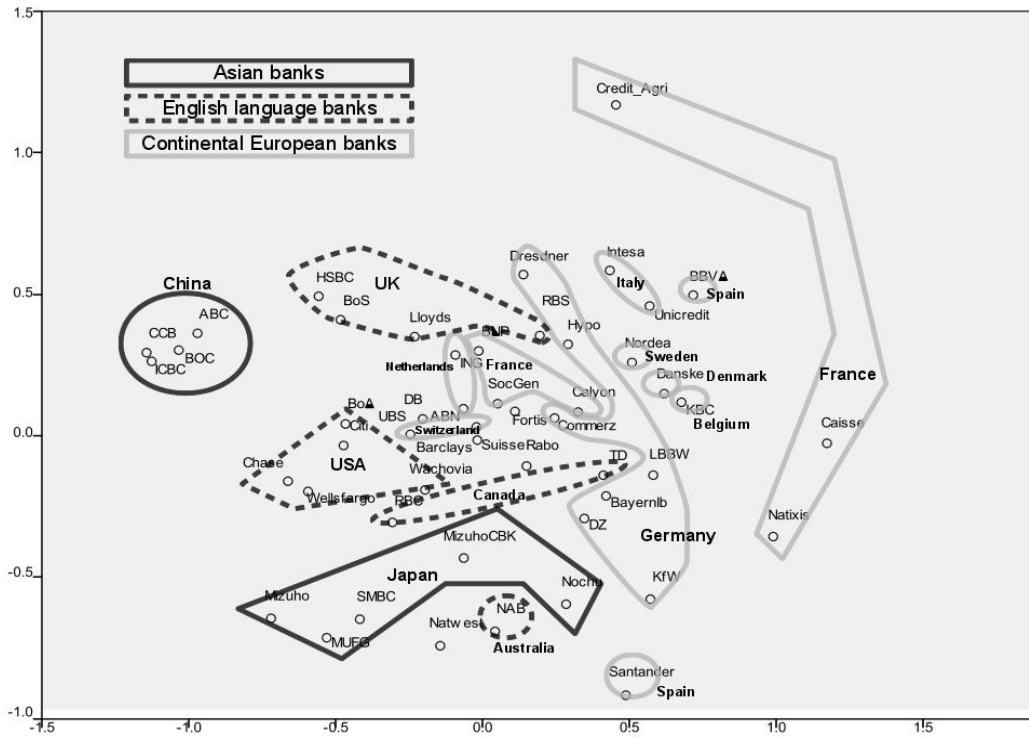 1.5
Asian banks
English language banks
Continental European banks
Credit_Agri
1.0
Dresdner
Intesa
Italy
BBVA
Spain
0.5
China
ABC
CCB
BOC
ICBC
HSBC
UK
BoS
Lloyds
RBS
Hypo
Unicredit
BNP
Nordea
Sweden
Netherlands
ING
France
Danske
Denmark
France
SocGen
Calyon
KBC
Belgium
BoA
DB
UBS
ABN
Fortis
Commerz
Caisse
0.0
Citi
Switzerland
Barclays
Suisse
Rabo
USA
Chase
Wachovia
TD
LBBW
Wellsfargo
RBC
Canada
Bayernlb
DZ
Germany
Natixis
MizuhoCBK
-0.5
Japan
Nochu
KfW
Mizuho
SMBC
NAB
MUFG
Natwest
Australia
Santander
Spain
-1.0
-1.5
-1.0
-0.5
0.0
0.5
1.0
1.5